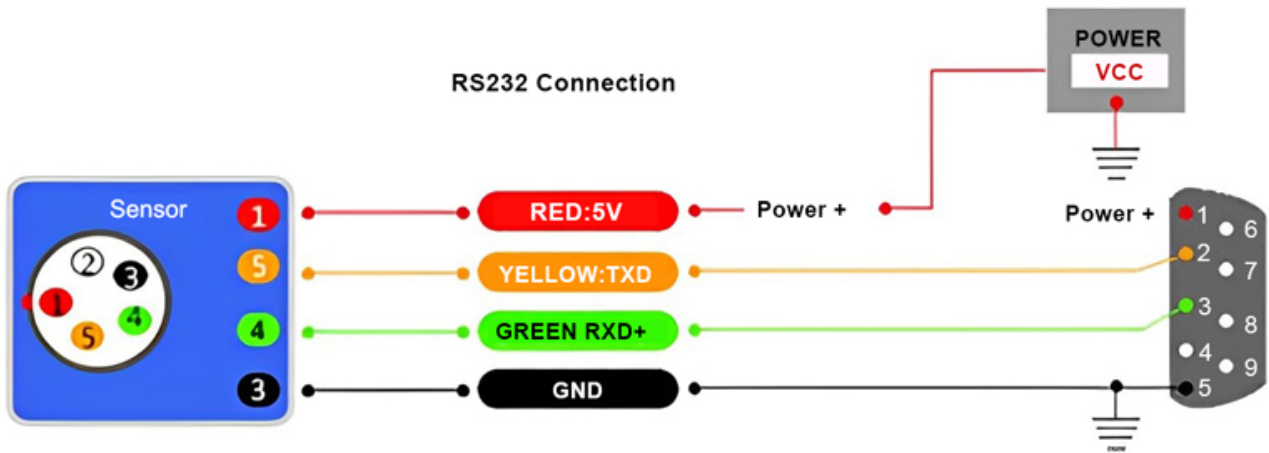 POWER
VCC
RS232 Connection
Sensor
1
RED:5V
Power +
Power +
1
6
2
3
1
4
5
5
YELLOW:TXD
2
7
4
GREEN RXD+
3
8
4
9
3
GND
5